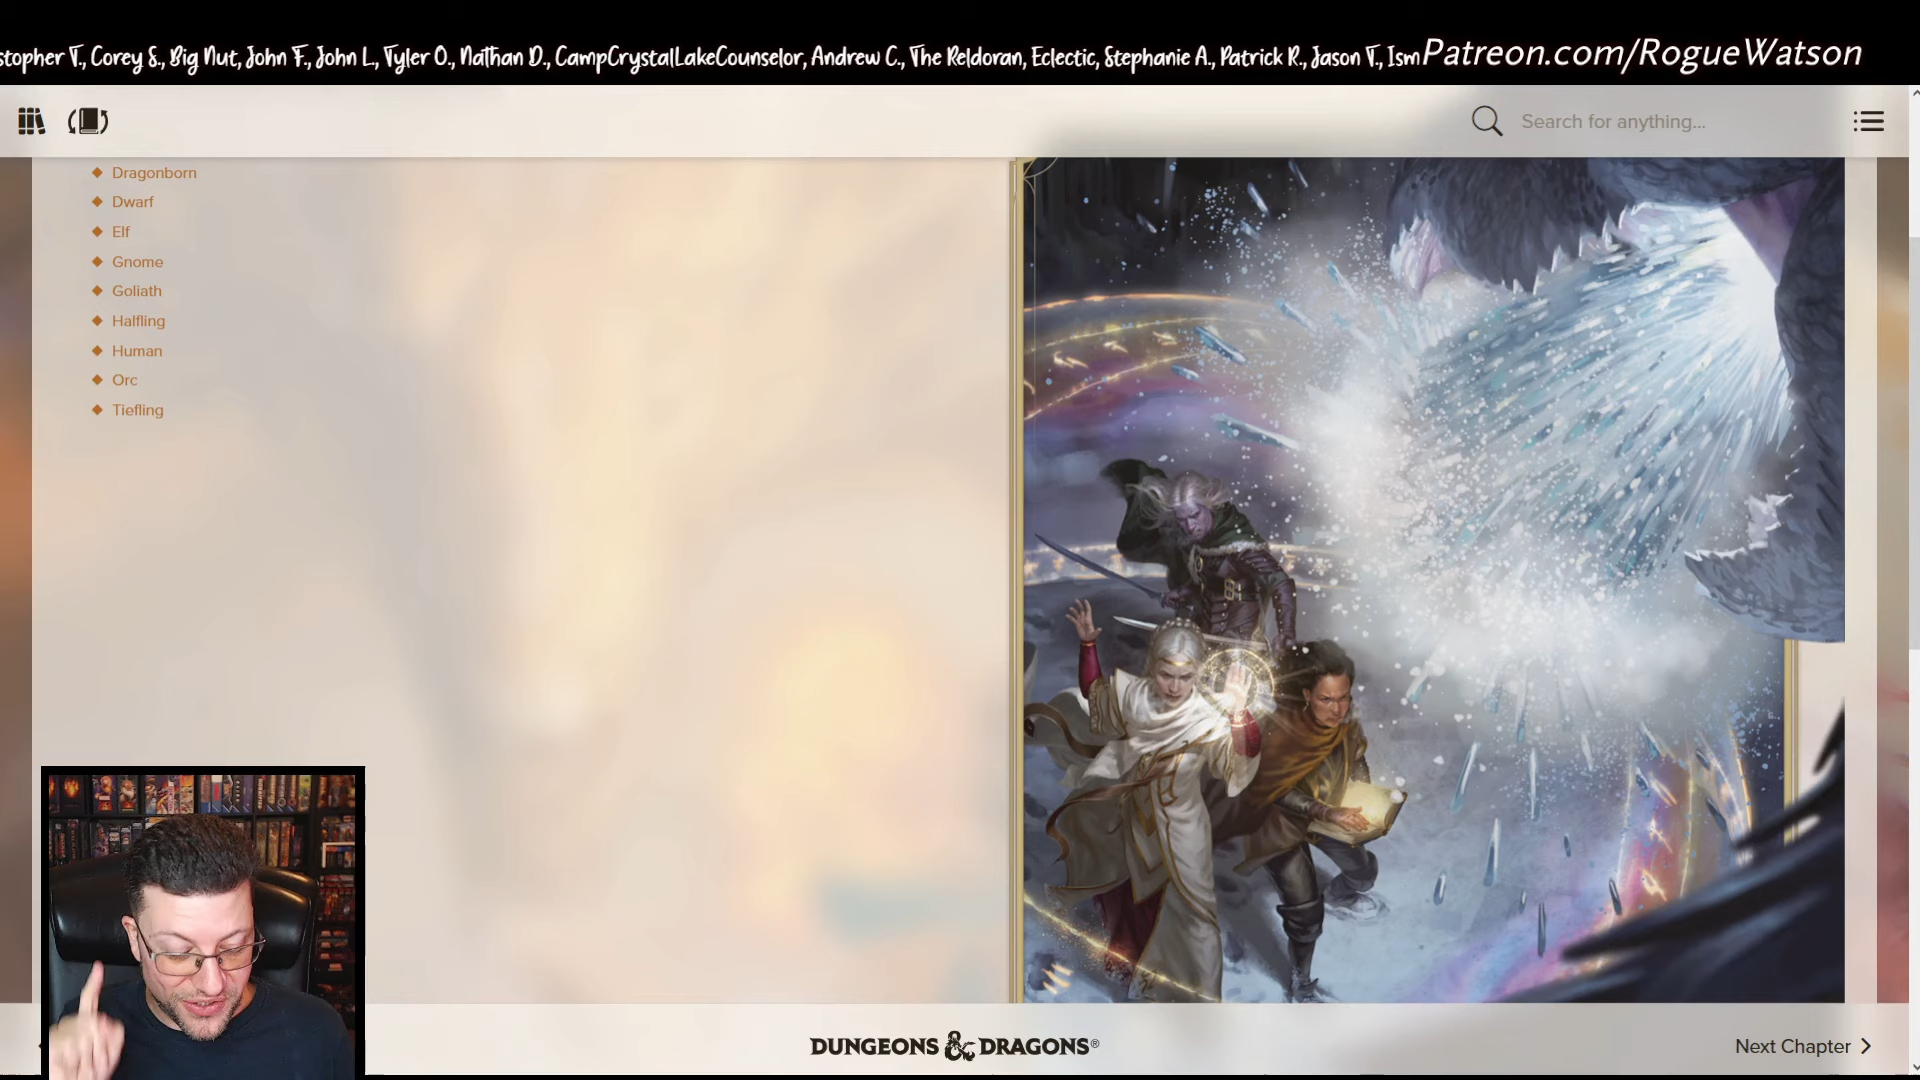 stopher T., Corey S., Big Nut, John F., John L., Tyler O., Nathan D., CampCrystalLakeCounselor, Andrew C., The Reldoran, Eclectic, Stephanie A., Patrick R., Jason T., Ism
Patreon.com/RogueWatson
Search for anything...
Dragonborn
Dwarf
Elf
Gnome
Goliath
Halfling
Human
Orc
Tiefling
DUNGEONS & DRAGONS®
Next Chapter